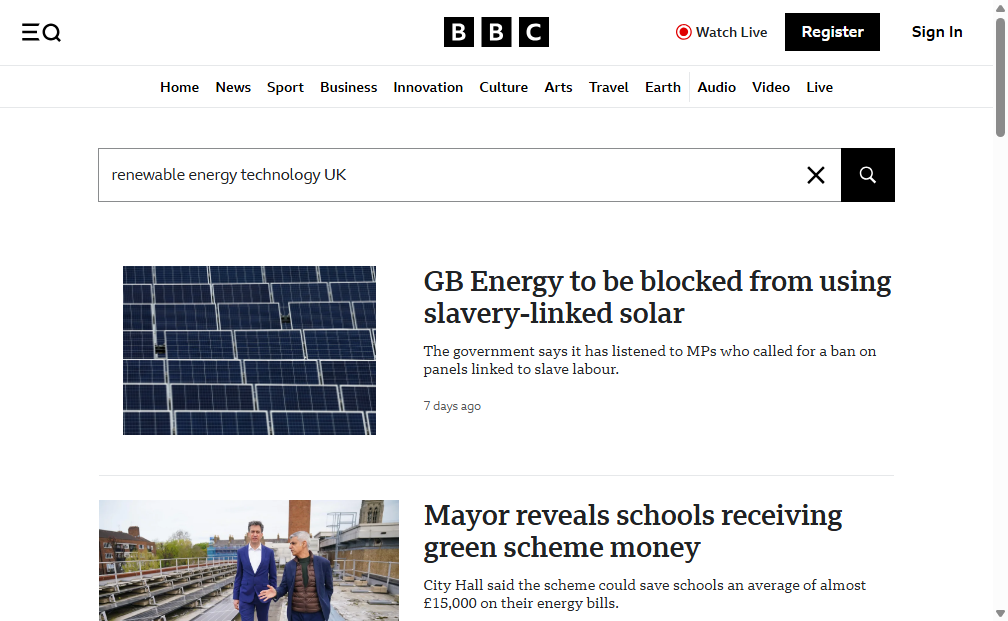 BBC
Watch Live
Register
Sign In
Home News Sport Business Innovation Culture Arts Travel Earth Audio Video Live
renewable energy technology UK
GB Energy to be blocked from using
slavery-linked solar
The government says it has listened to MPs who called for a ban on
panels linked to slave labour.
7 days ago
Mayor reveals schools receiving
green scheme money
City Hall said the scheme could save schools an average of almost
£15,000 on their energy bills.